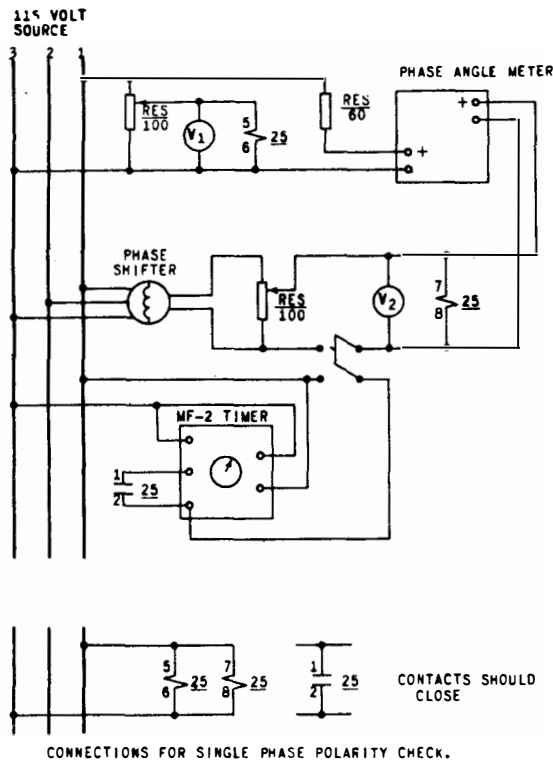 115 VOLT
SOURCE
3 2 1
PHASE ANGLE METER
RES
100
V1
5
6
25
RES
60
+
+
PHASE
SHIFTER
RES
100
V2
7
8
25
MF-2 TIMER
1
2
25
5
6
25
7
8
25
1
2
25
CONTACTS SHOULD
CLOSE
CONNECTIONS FOR SINGLE PHASE POLARITY CHECK.